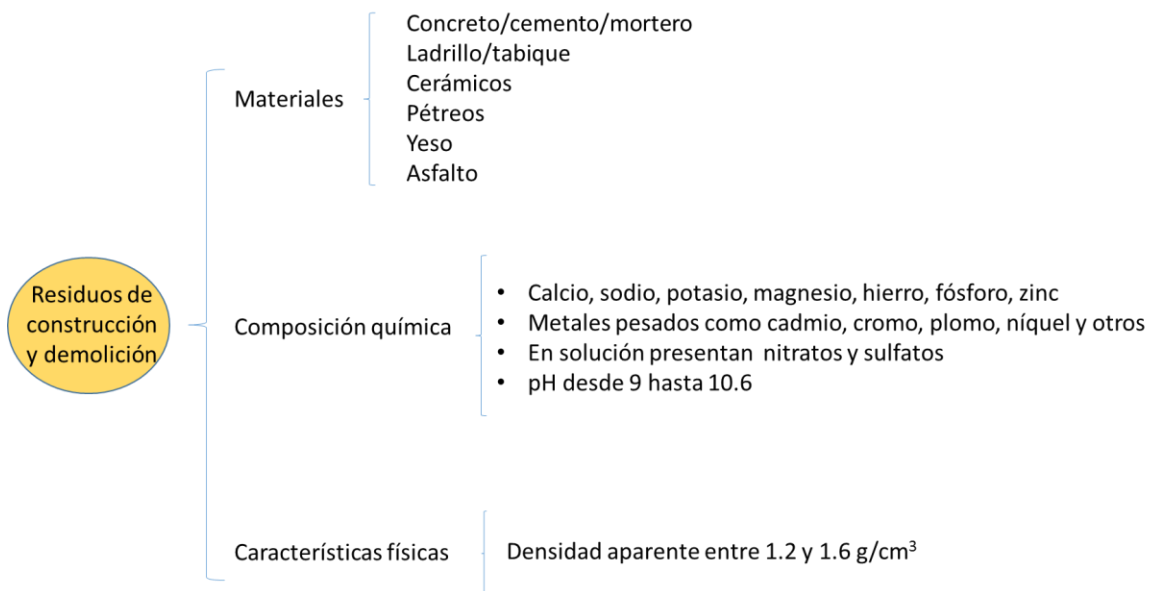 Residuos de
construcción
y demolición
Materiales
Concreto/cemento/mortero
Ladrillo/tabique
Cerámicos
Pétreos
Yeso
Asfalto
Composición química
• Calcio, sodio, potasio, magnesio, hierro, fósforo, zinc
• Metales pesados como cadmio, cromo, plomo, níquel y otros
• En solución presentan nitratos y sulfatos
• pH desde 9 hasta 10.6
Características físicas
Densidad aparente entre 1.2 y 1.6 g/cm³